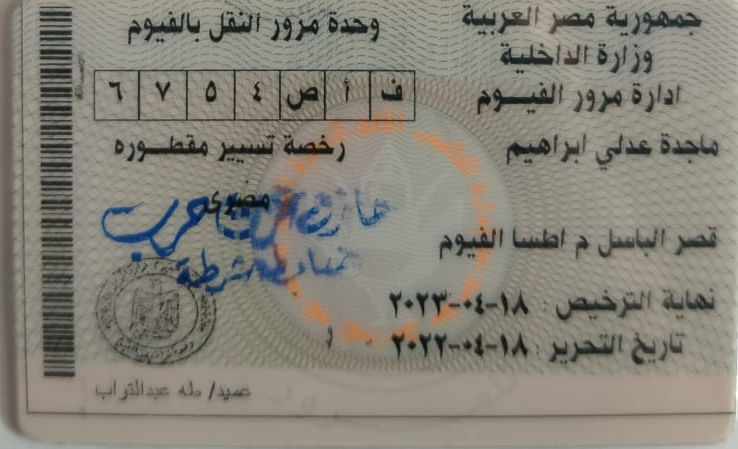 جمهورية مصر العربية
وحدة مرور النقل بالفيوم
وزارة الداخلية
ادارة مرور الفيوم
ف أ ص ٤ ٥ ٧ ٦
ماجدة عدلي ابراهيم
رخصة تسيير مقطوره
مصرى
قصر الباسل م اطسا الفيوم
نهاية الترخيص : ١٨-٠٤-٢٠٢٣
تاريخ التحرير : ١٨-٠٤-٢٠٢٢
عميد/ طه عبدالتراب